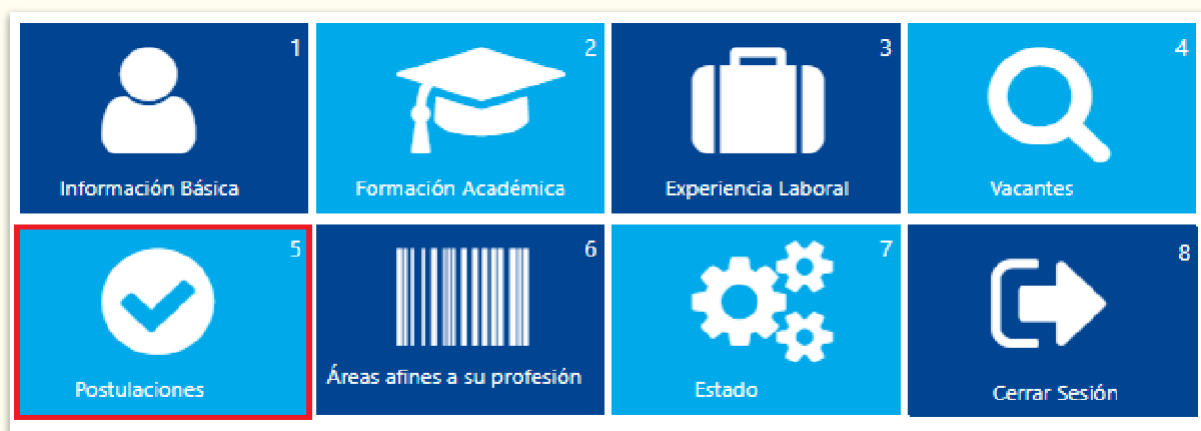 1
Información Básica
2
Formación Académica
3
Experiencia Laboral
4
Vacantes
5
Postulaciones
6
Áreas afines a su profesión
7
Estado
8
Cerrar Sesión